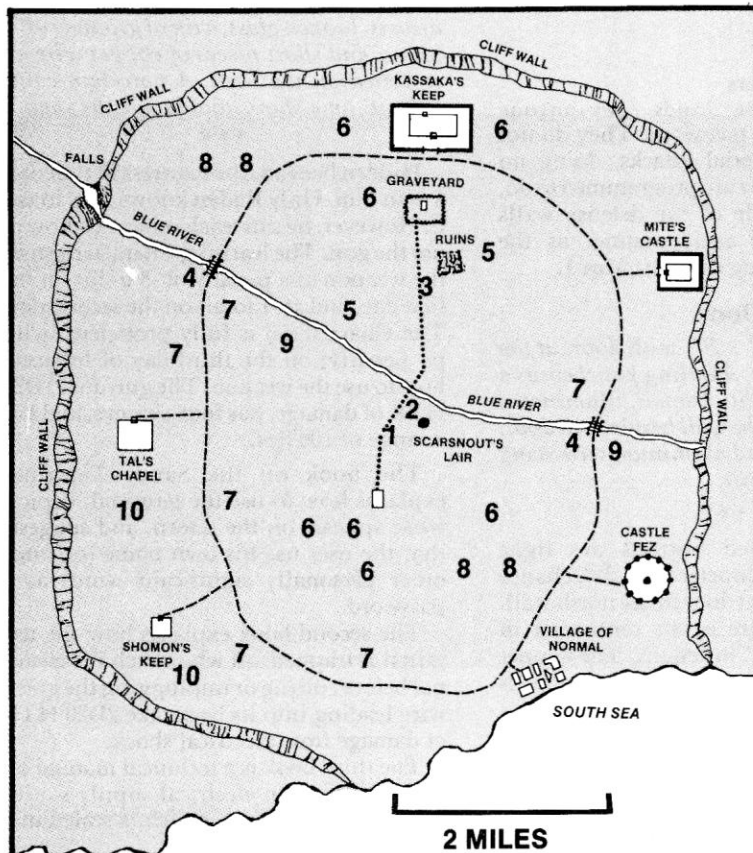 CLIFF WALL
CLIFF WALL
KASSAKA'S
KEEP
CLIFF WALL
6
6
FALLS
8 8
6
GRAVEYARD
BLUE RIVER
RUINS
5
MITE'S
CASTLE
4
3
7
5
9
7
7
CLIFF WALL
BLUE RIVER
2
1
SCARSNOUT'S
LAIR
4
9
CLIFF WALL
TAL'S
CHAPEL
10
7
6
6 6
6
6
8 8
CASTLE
FEZ
SHOMON'S
KEEP
10
7
7
VILLAGE OF
NORMAL
SOUTH SEA
2 MILES